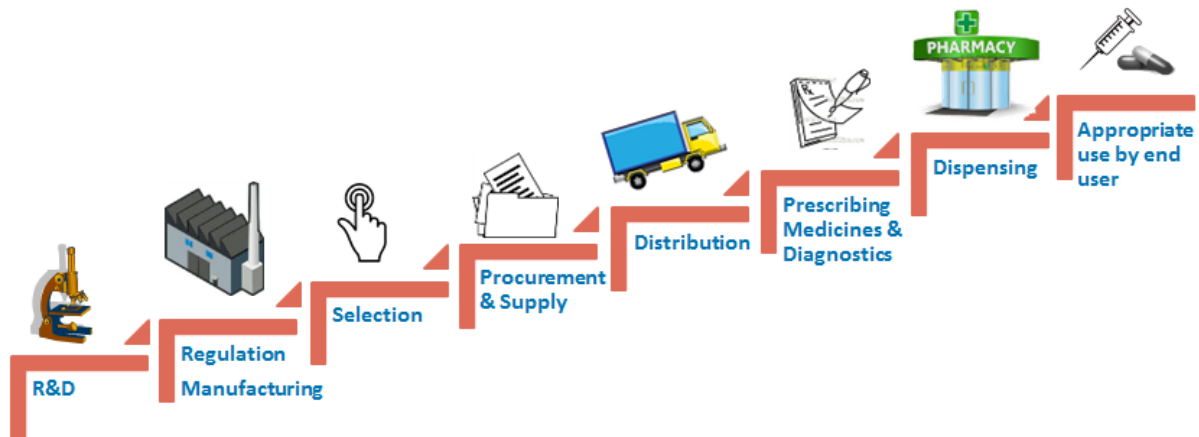 R&D
Regulation
Manufacturing
Selection
Procurement
& Supply
Distribution
Prescribing
Medicines &
Diagnostics
PHARMACY
Dispensing
Appropriate
use by end
user